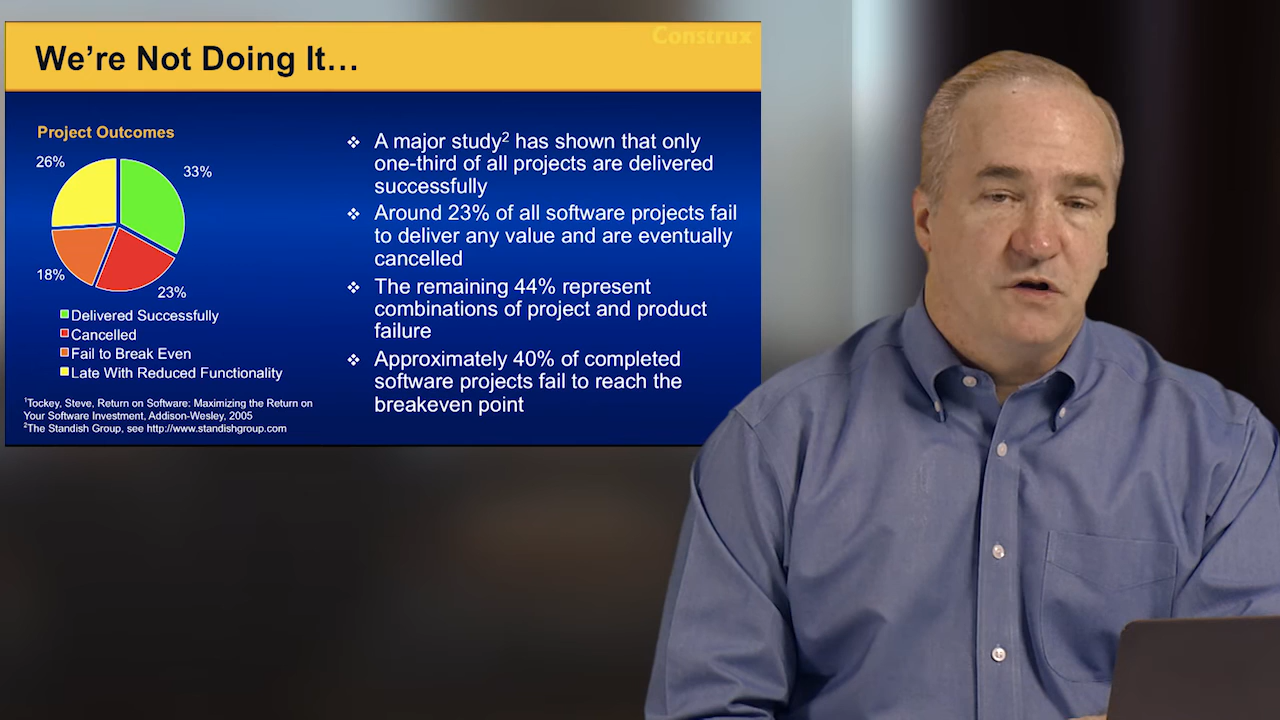 Construx
We’re Not Doing It…
Project Outcomes
26%
33%
18%
23%
Delivered Successfully
Cancelled
Fail to Break Even
Late With Reduced Functionality
¹Tockey, Steve, Return on Software: Maximizing the Return on
Your Software Investment, Addison-Wesley, 2005
²The Standish Group, see http://www.standishgroup.com
❖ A major study² has shown that only
one-third of all projects are delivered
successfully
❖ Around 23% of all software projects fail
to deliver any value and are eventually
cancelled
❖ The remaining 44% represent
combinations of project and product
failure
❖ Approximately 40% of completed
software projects fail to reach the
breakeven point